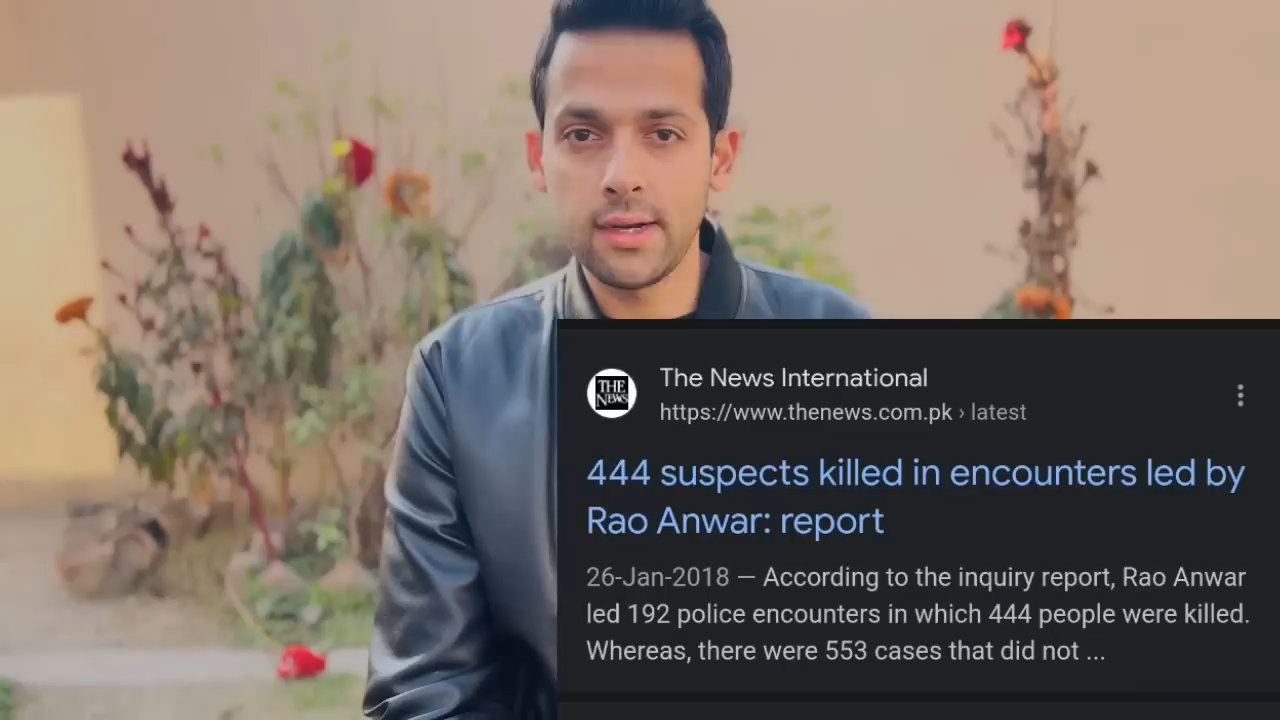 THE
NEWS
The News International
https://www.thenews.com.pk › latest
444 suspects killed in encounters led by
Rao Anwar: report
26-Jan-2018 — According to the inquiry report, Rao Anwar
led 192 police encounters in which 444 people were killed.
Whereas, there were 553 cases that did not ...